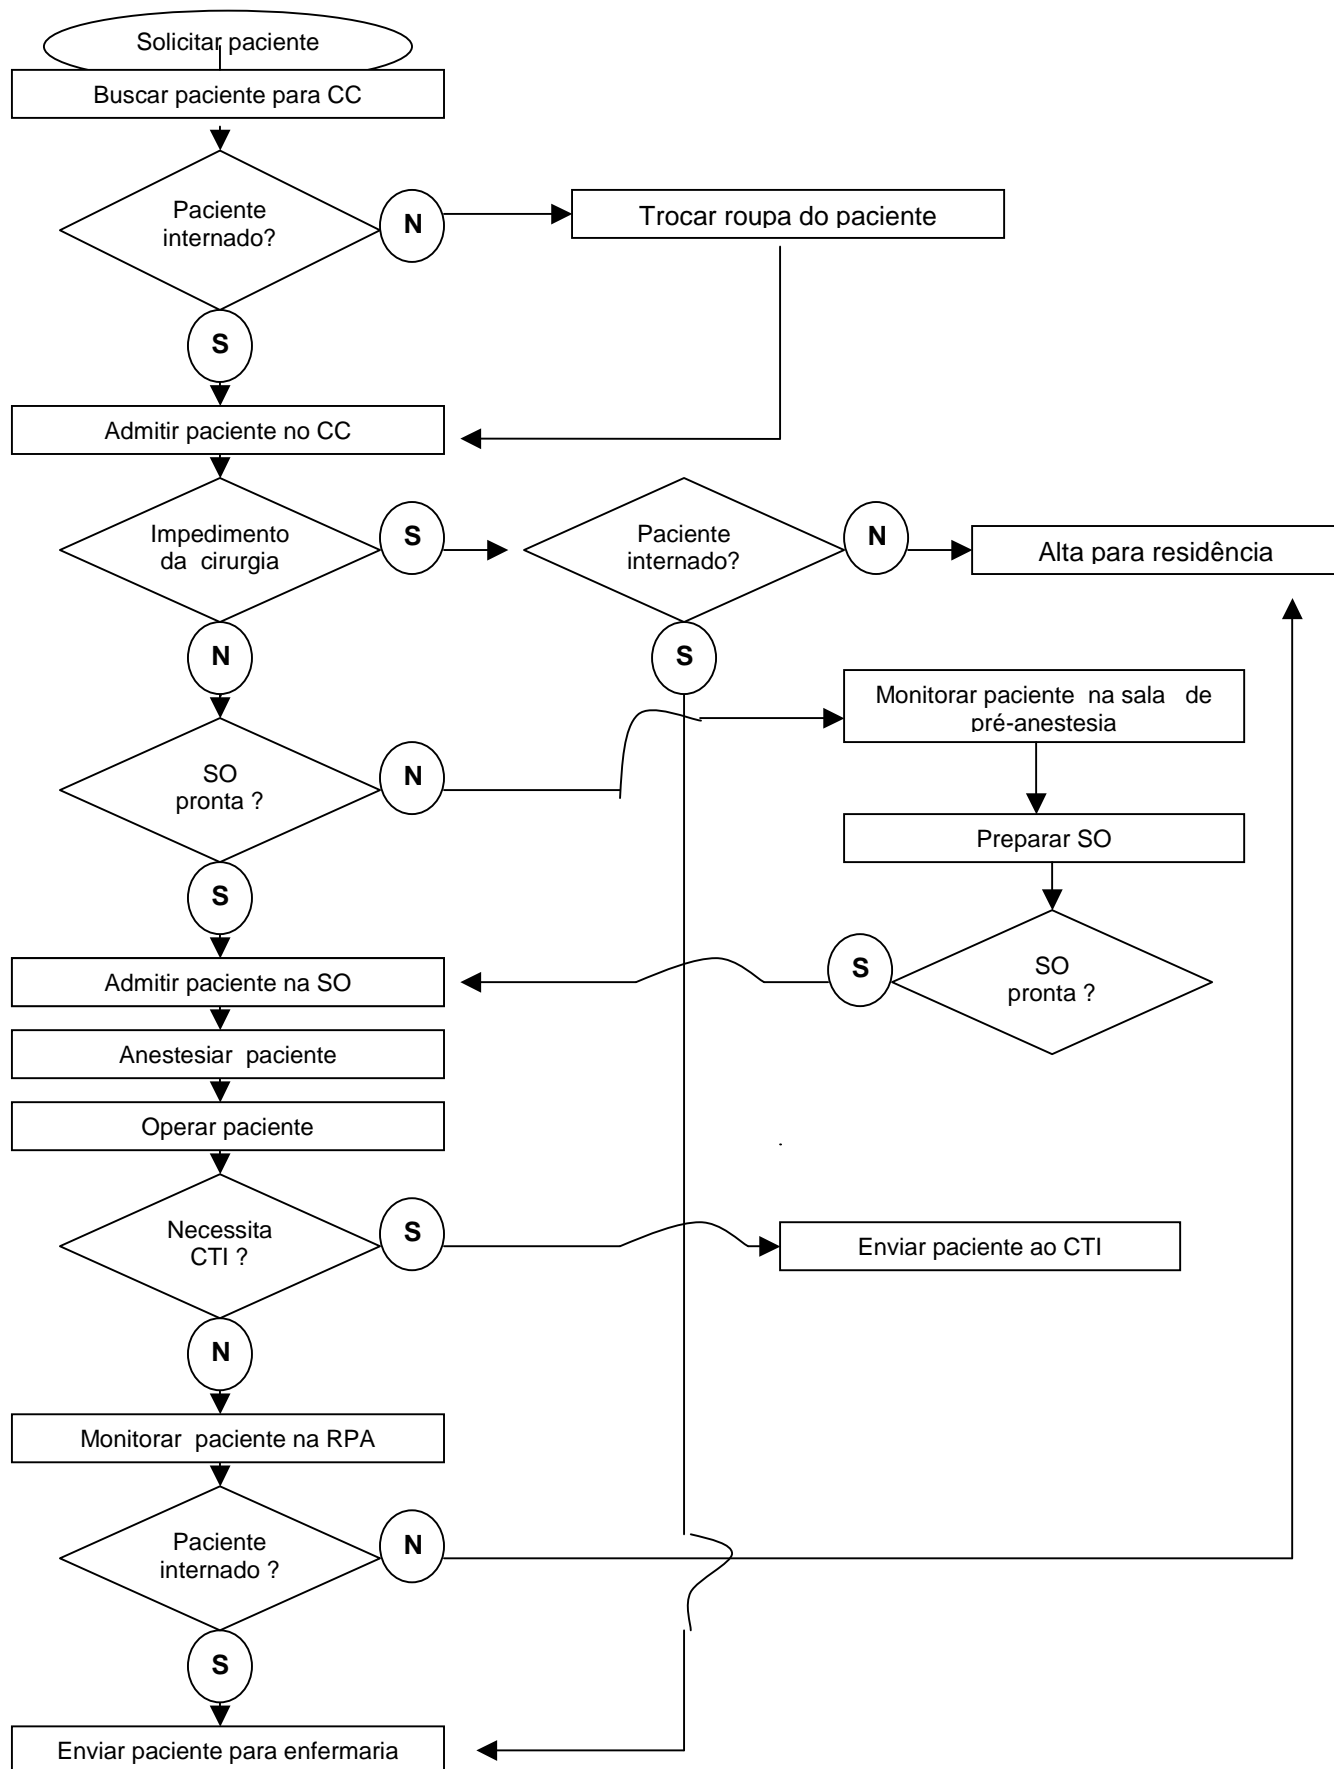 Solicitar paciente
Buscar paciente para CC
Paciente
internado?
N
Trocar roupa do paciente
S
Admitir paciente no CC
Impedimento
da cirurgia
S
Paciente
internado?
N
Alta para residência
N
S
Monitorar paciente na sala de
pré-anestesia
SO
pronta ?
N
Preparar SO
S
Admitir paciente na SO
S
SO
pronta ?
Anestesiar paciente
Operar paciente
Necessita
CTI ?
S
Enviar paciente ao CTI
N
Monitorar paciente na RPA
Paciente
internado ?
N
S
Enviar paciente para enfermaria